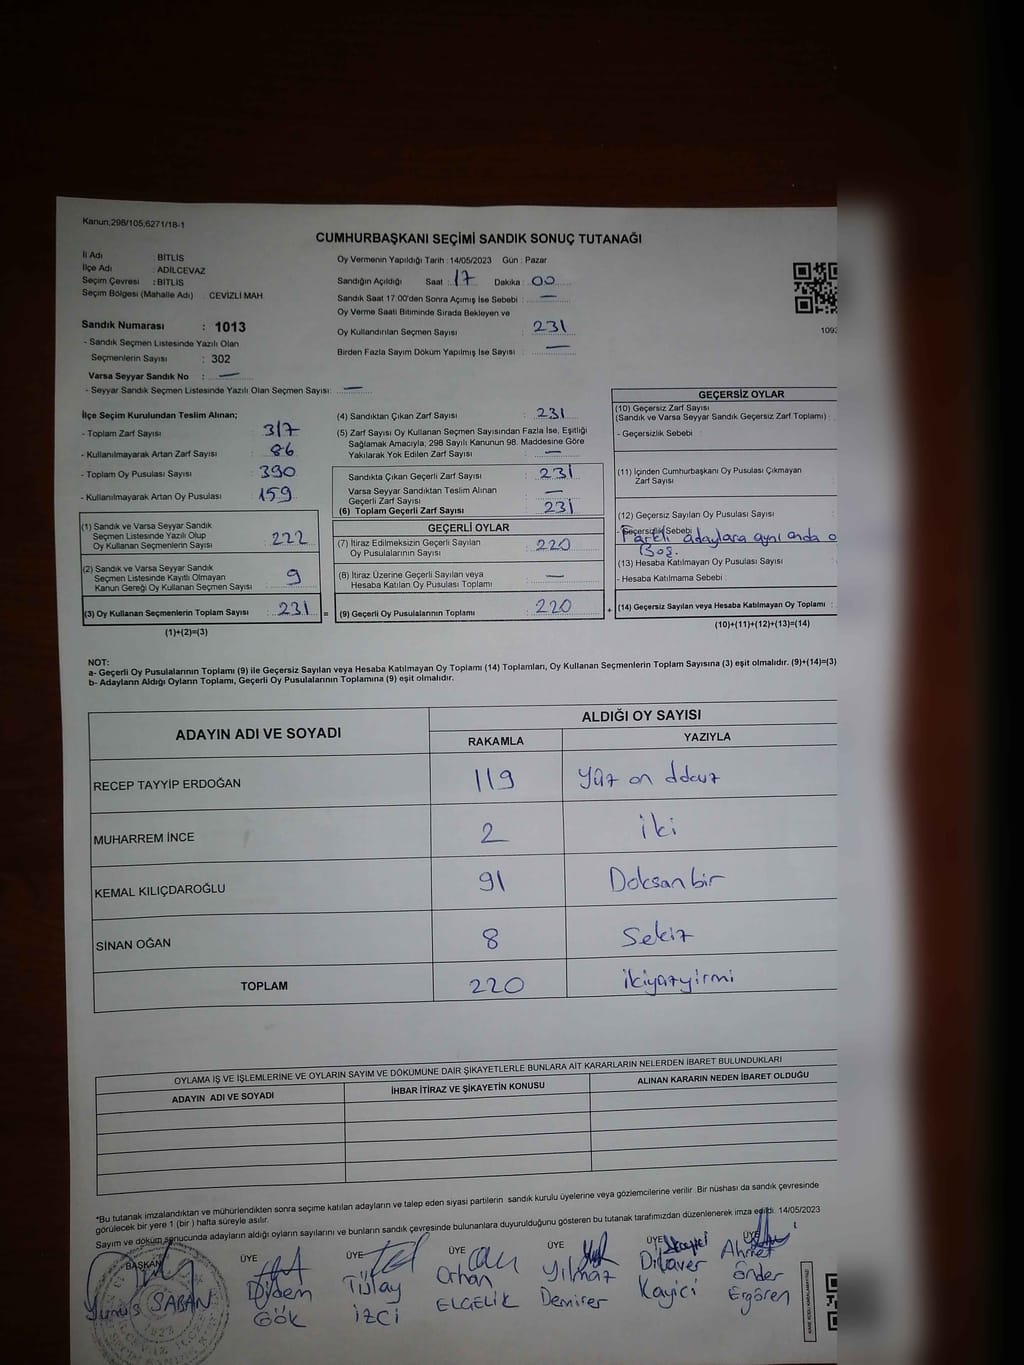 Kanun;298/105;6271/18-1
CUMHURBAŞKANI SEÇİMİ SANDIK SONUÇ TUTANAĞI
İl Adı : BİTLİS
İlçe Adı : ADİLCEVAZ
Seçim Çevresi : BİTLİS
Seçim Bölgesi (Mahalle Adı) : CEVİZLİ MAH
Sandık Numarası : 1013
- Sandık Seçmen Listesinde Yazılı Olan
Seçmenlerin Sayısı : 302
Varsa Seyyar Sandık No : —
- Seyyar Sandık Seçmen Listesinde Yazılı Olan Seçmen Sayısı: —
Oy Vermenin Yapıldığı Tarih :14/05/2023 Gün : Pazar
Sandığın Açıldığı Saat : 17 Dakika : 00
Sandık Saat 17:00'den Sonra Açımış İse Sebebi : —
Oy Verme Saati Bitiminde Sırada Bekleyen ve
Oy Kullandırılan Seçmen Sayısı : 231
Birden Fazla Sayım Döküm Yapılmış İse Sayısı : —
1093
İlçe Seçim Kurulundan Teslim Alınan;
- Toplam Zarf Sayısı : 317
- Kullanılmayarak Artan Zarf Sayısı : 86
- Toplam Oy Pusulası Sayısı : 390
- Kullanılmayarak Artan Oy Pusulası : 159
(1) Sandık ve Varsa Seyyar Sandık
Seçmen Listesinde Yazılı Olup
Oy Kullanan Seçmenlerin Sayısı : 222
(2) Sandık ve Varsa Seyyar Sandık
Seçmen Listesinde Kayıtlı Olmayan
Kanun Gereği Oy Kullanan Seçmen Sayısı : 9
(3) Oy Kullanan Seçmenlerin Toplam Sayısı : 231 =
(1)+(2)=(3)
(4) Sandıktan Çıkan Zarf Sayısı : 231
(5) Zarf Sayısı Oy Kullanan Seçmen Sayısından Fazla İse, Eşitliği
Sağlamak Amacıyla; 298 Sayılı Kanunun 98. Maddesine Göre
Yakılarak Yok Edilen Zarf Sayısı : —
Sandıkta Çıkan Geçerli Zarf Sayısı : 231
Varsa Seyyar Sandıktan Teslim Alınan
Geçerli Zarf Sayısı : —
(6) Toplam Geçerli Zarf Sayısı : 231
GEÇERLİ OYLAR
(7) İtiraz Edilmeksizin Geçerli Sayılan
Oy Pusulalarının Sayısı : 220
(8) İtiraz Üzerine Geçerli Sayılan veya
Hesaba Katılan Oy Pusulası Toplamı : —
(9) Geçerli Oy Pusulalarının Toplamı : 220 +
GEÇERSİZ OYLAR
(10) Geçersiz Zarf Sayısı
(Sandık ve Varsa Seyyar Sandık Geçersiz Zarf Toplamı) :
- Geçersizlik Sebebi :
(11) İçinden Cumhurbaşkanı Oy Pusulası Çıkmayan
Zarf Sayısı :
(12) Geçersiz Sayılan Oy Pusulası Sayısı :
- Geçersizlik Sebebi
Farklı adaylara aynı anda o
Boş.
(13) Hesaba Katılmayan Oy Pusulası Sayısı :
- Hesaba Katılmama Sebebi :
(14) Geçersiz Sayılan veya Hesaba Katılmayan Oy Toplamı :
(10)+(11)+(12)+(13)=(14)
NOT:
a- Geçerli Oy Pusulalarının Toplamı (9) ile Geçersiz Sayılan veya Hesaba Katılmayan Oy Toplamı (14) Toplamları, Oy Kullanan Seçmenlerin Toplam Sayısına (3) eşit olmalıdır. (9)+(14)=(3)
b- Adayların Aldığı Oyların Toplamı, Geçerli Oy Pusulalarının Toplamına (9) eşit olmalıdır.
ADAYIN ADI VE SOYADI
ALDIĞI OY SAYISI
RAKAMLA YAZIYLA
RECEP TAYYİP ERDOĞAN 119 Yüz on dokuz
MUHARREM İNCE 2 iki
KEMAL KILIÇDAROĞLU 91 Doksanbir
SİNAN OĞAN 8 Sekiz
TOPLAM 220 ikiyüzyirmi
OYLAMA İŞ VE İŞLEMLERİNE VE OYLARIN SAYIM VE DÖKÜMÜNE DAİR ŞİKAYETLERLE BUNLARA AİT KARARLARIN NELERDEN İBARET BULUNDUKLARI
ADAYIN ADI VE SOYADI İHBAR İTİRAZ VE ŞİKAYETİN KONUSU ALINAN KARARIN NEDEN İBARET OLDUĞU
*Bu tutanak imzalandıktan ve mühürlendikten sonra seçime katılan adayların ve talep eden siyasi partilerin sandık kurulu üyelerine veya gözlemcilerine verilir. Bir nüshası da sandık çevresinde
görülecek bir yere 1 (bir ) hafta süreyle asılır.
Sayım ve döküm sonucunda adayların aldığı oyların sayılarını ve bunların sandık çevresinde bulunanlara duyurulduğunu gösteren bu tutanak tarafımızdan düzenlenerek imza edildi. 14/05/2023
BAŞKAN ÜYE ÜYE ÜYE ÜYE ÜYE ÜYE
Yunus ŞABAN
Didem Gök
Tülay İZCİ
Orhan ELGELİK
Yılmaz Demirer
Dilaver Kayici
Ahmet Önder Ergören